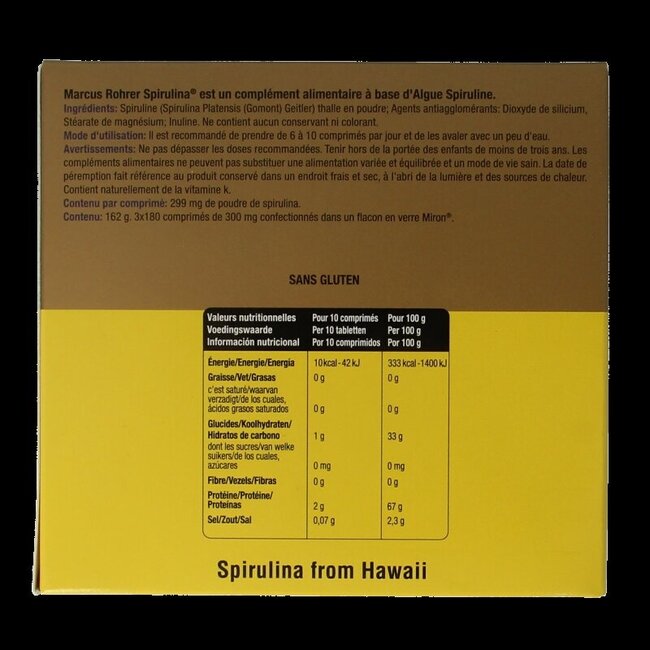 Marcus Rohrer Spirulina® est un complément alimentaire à base d'Algue Spiruline.
Ingrédients: Spiruline (Spirulina Platensis (Gomont) Geitler) thalle en poudre; Agents antiagglomérants: Dioxyde de silicium,
Stéarate de magnésium; Inuline. Ne contient aucun conservant ni colorant.
Mode d'utilisation: Il est recommandé de prendre de 6 à 10 comprimés par jour et de les avaler avec un peu d'eau.
Avertissements: Ne pas dépasser les doses recommandées. Tenir hors de la portée des enfants de moins de trois ans. Les
compléments alimentaires ne peuvent pas substituer une alimentation variée et équilibrée et un mode de vie sain. La date de
péremption fait référence au produit conservé dans un endroit frais et sec, à l'abri de la lumière et des sources de chaleur.
Contient naturellement de la vitamine k.
Contenu par comprimé: 299 mg de poudre de spirulina.
Contenu: 162 g. 3x180 comprimés de 300 mg confectionnés dans un flacon en verre Miron®.
SANS GLUTEN
Valeurs nutritionnelles Pour 10 comprimés Pour 100 g
Voedingswaarde Per 10 tabletten Per 100 g
Información nutricional Por 10 comprimidos Por 100 g
Énergie/Energie/Energía 10 kcal - 42 kJ 333 kcal -1400 kJ
Graisse/Vet/Grasas 0 g 0 g
c'est saturé/waarvan
verzadigt/de los cuales,
ácidos grasos saturados 0 g 0 g
Glucides/Koolhydraten/
Hidratos de carbono 1 g 33 g
dont les sucres/van welke
suikers/de los cuales,
azúcares 0 mg 0 mg
Fibre/Vezels/Fibras 0 g 0 g
Protéine/Protéine/
Proteínas 2 g 67 g
Sel/Zout/Sal 0,07 g 2,3 g
Spirulina from Hawaii